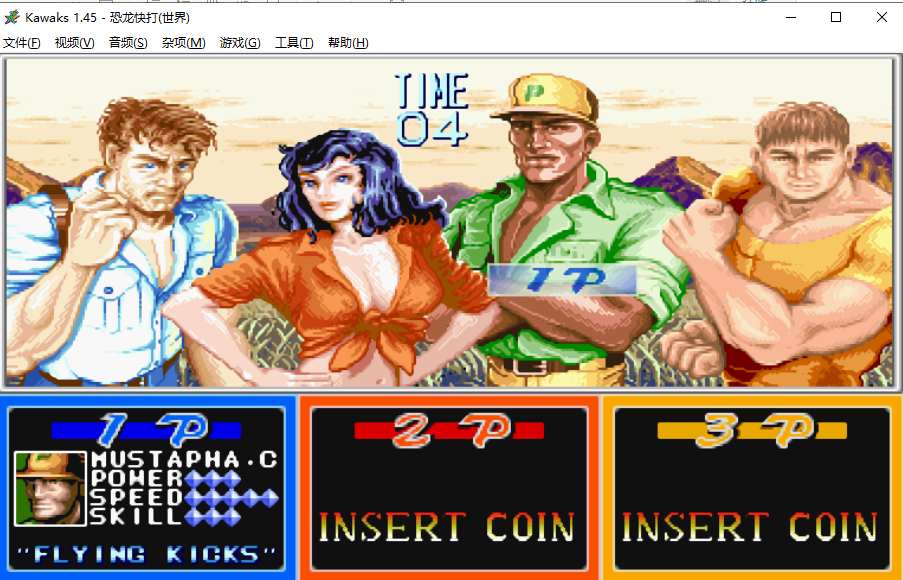 Kawaks 1.45 - 恐龙快打(世界)
文件(F) 视频(V) 音频(S) 杂项(M) 游戏(G) 工具(T) 帮助(H)
TIME
04
P
1P
1P
MUSTAPHA.C
POWER
SPEED
SKILL
"FLYING KICKS"
2P
INSERT COIN
3P
INSERT COIN